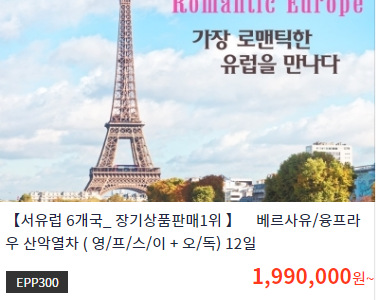 Romantic Europe
가장 로맨틱한
유럽을 만나다
【서유럽 6개국_ 장기상품판매1위 】 베르사유/융프라
우 산악열차 ( 영/프/스/이 + 오/독) 12일
EPP300
1,990,000원~